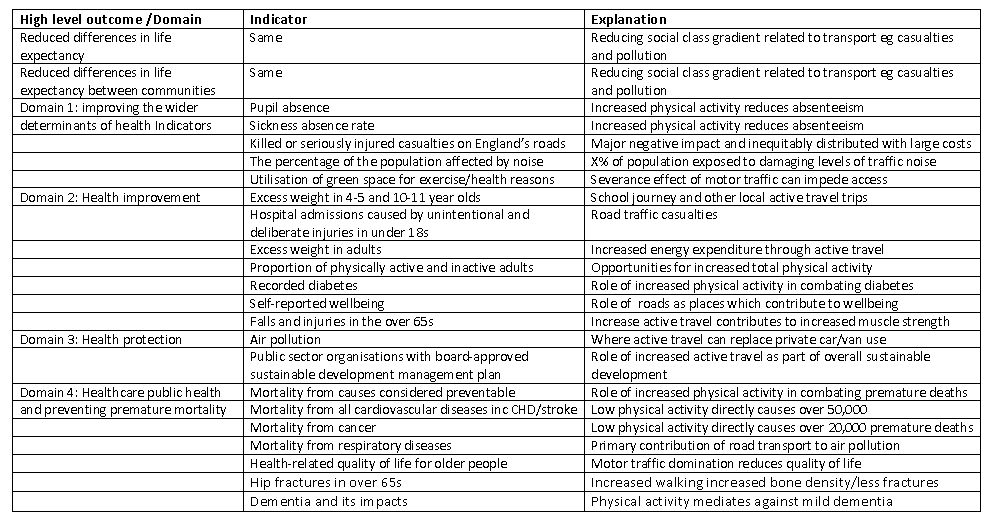 High level outcome /Domain Indicator Explanation
Reduced differences in life Same Reducing social class gradient related to transport eg casualties
expectancy and pollution
Reduced differences in life Same Reducing social class gradient related to transport eg casualties
expectancy between communities and pollution
Domain 1: improving the wider Pupil absence Increased physical activity reduces absenteeism
determinants of health Indicators Sickness absence rate Increased physical activity reduces absenteeism
Killed or seriously injured casualties on England's roads Major negative impact and inequitably distributed with large costs
The percentage of the population affected by noise X% of population exposed to damaging levels of traffic noise
Utilisation of green space for exercise/health reasons Severance effect of motor traffic can impede access
Domain 2: Health improvement Excess weight in 4-5 and 10-11 year olds School journey and other local active travel trips
Hospital admissions caused by unintentional and Road traffic casualties
deliberate injuries in under 18s
Excess weight in adults Increased energy expenditure through active travel
Proportion of physically active and inactive adults Opportunities for increased total physical activity
Recorded diabetes Role of increased physical activity in combating diabetes
Self-reported wellbeing Role of roads as places which contribute to wellbeing
Falls and injuries in the over 65s Increase active travel contributes to increased muscle strength
Domain 3: Health protection Air pollution Where active travel can replace private car/van use
Public sector organisations with board-approved Role of increased active travel as part of overall sustainable
sustainable development management plan development
Domain 4: Healthcare public health Mortality from causes considered preventable Role of increased physical activity in combating premature deaths
and preventing premature mortality Mortality from all cardiovascular diseases inc CHD/stroke Low physical activity directly causes over 50,000
Mortality from cancer Low physical activity directly causes over 20,000 premature deaths
Mortality from respiratory diseases Primary contribution of road transport to air pollution
Health-related quality of life for older people Motor traffic domination reduces quality of life
Hip fractures in over 65s Increased walking increased bone density/less fractures
Dementia and its impacts Physical activity mediates against mild dementia